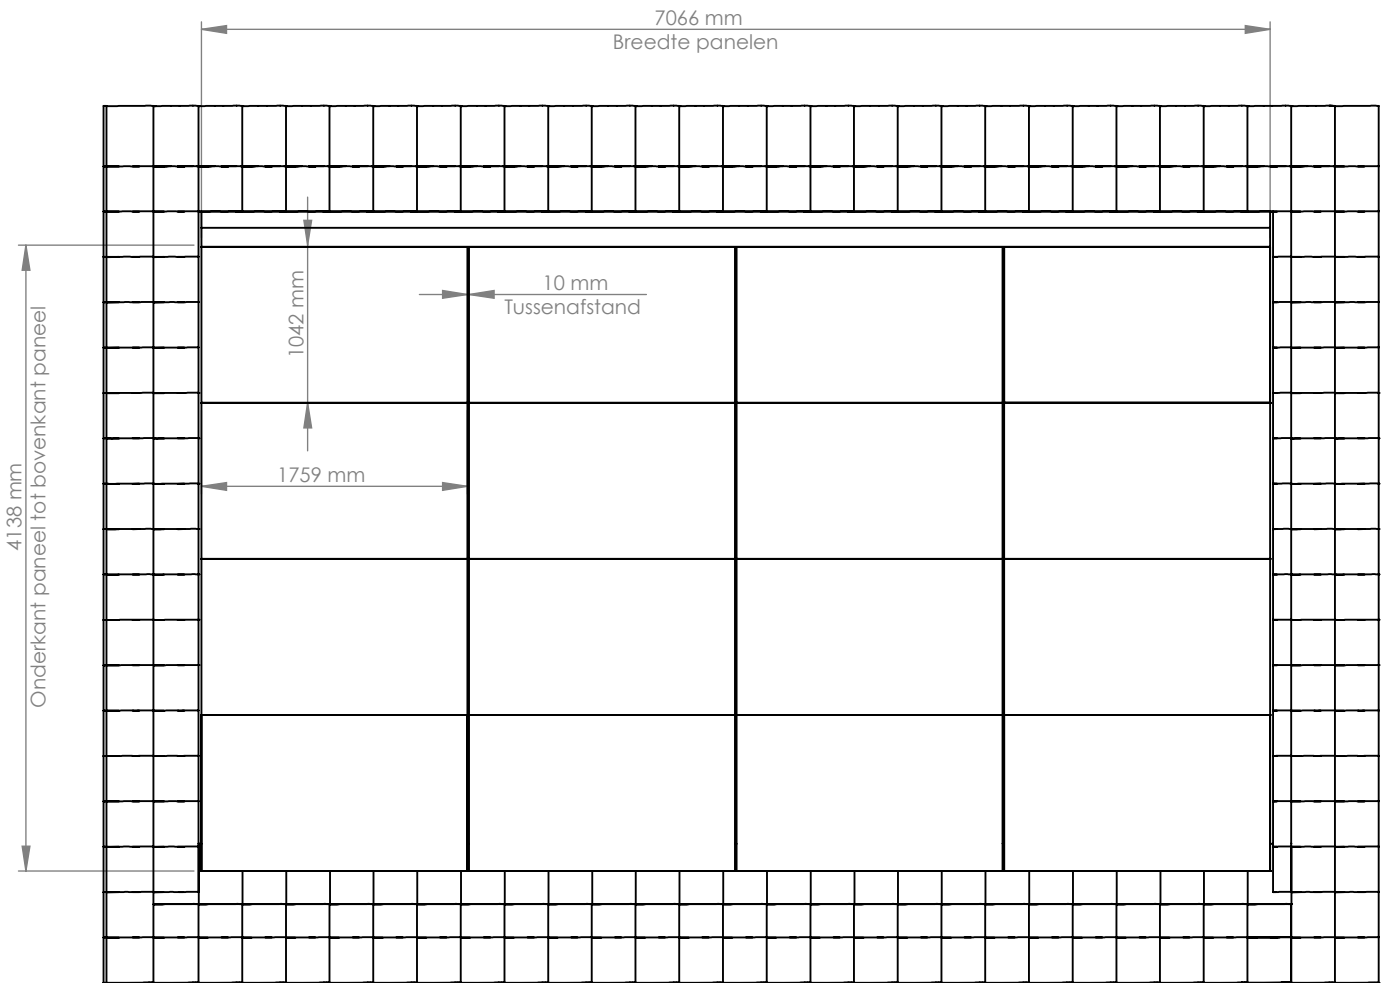 7066 mm
Breedte panelen
10 mm
Tussenafstand
1042 mm
1759 mm
4138 mm
Onderkant paneel tot bovenkant paneel